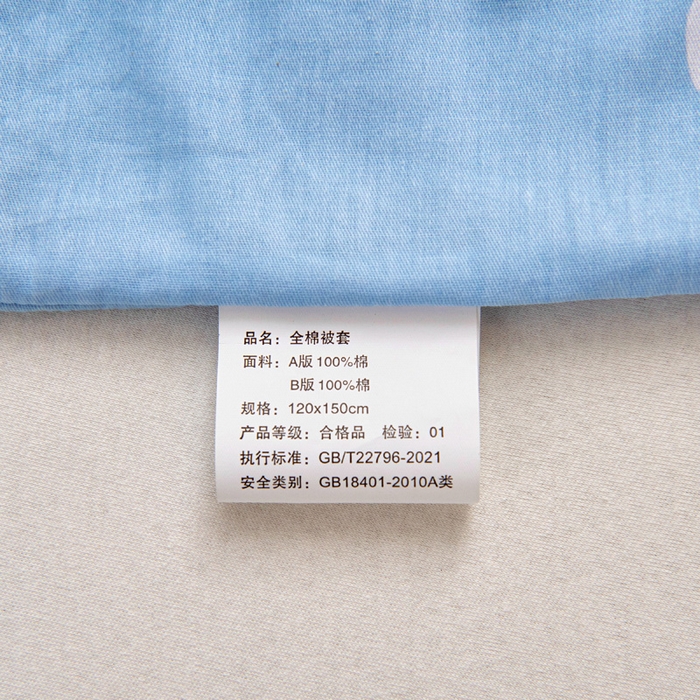 品名：全棉被套
面料：A版 100%棉
B版 100%棉
规格：120x150cm
产品等级：合格品 检验：01
执行标准：GB/T22796-2021
安全类别：GB18401-2010A类